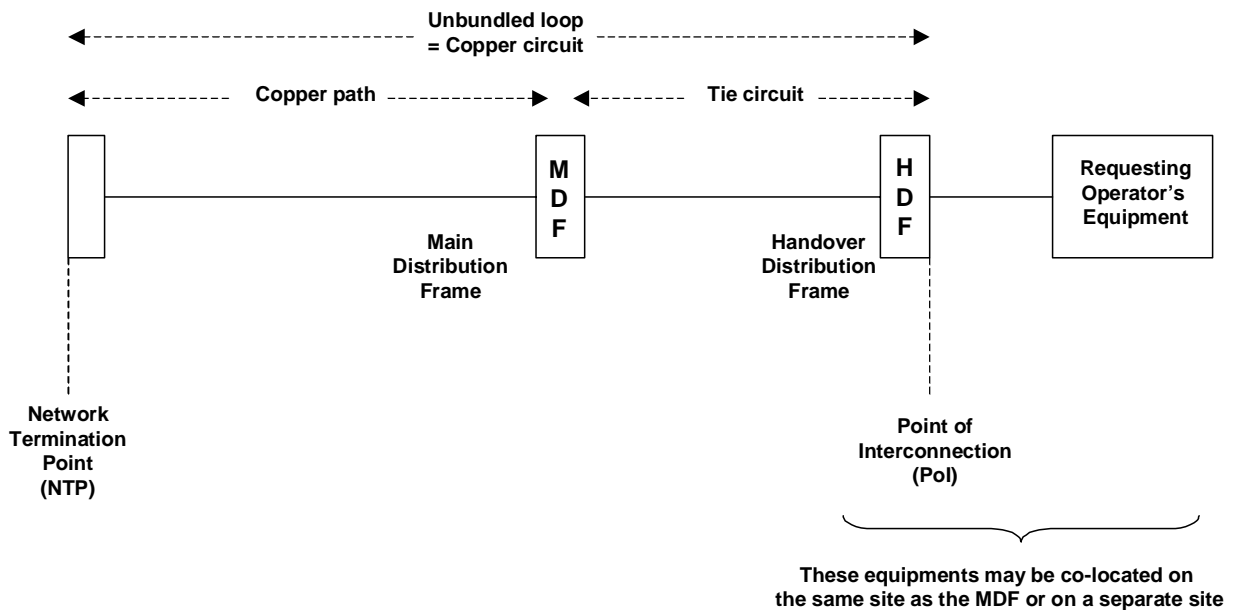 Unbundled loop
= Copper circuit
Copper path
Tie circuit
M
D
F
H
D
F
Requesting
Operator’s
Equipment
Main
Distribution
Frame
Handover
Distribution
Frame
Network
Termination
Point
(NTP)
Point of
Interconnection
(PoI)
These equipments may be co-located on
the same site as the MDF or on a separate site